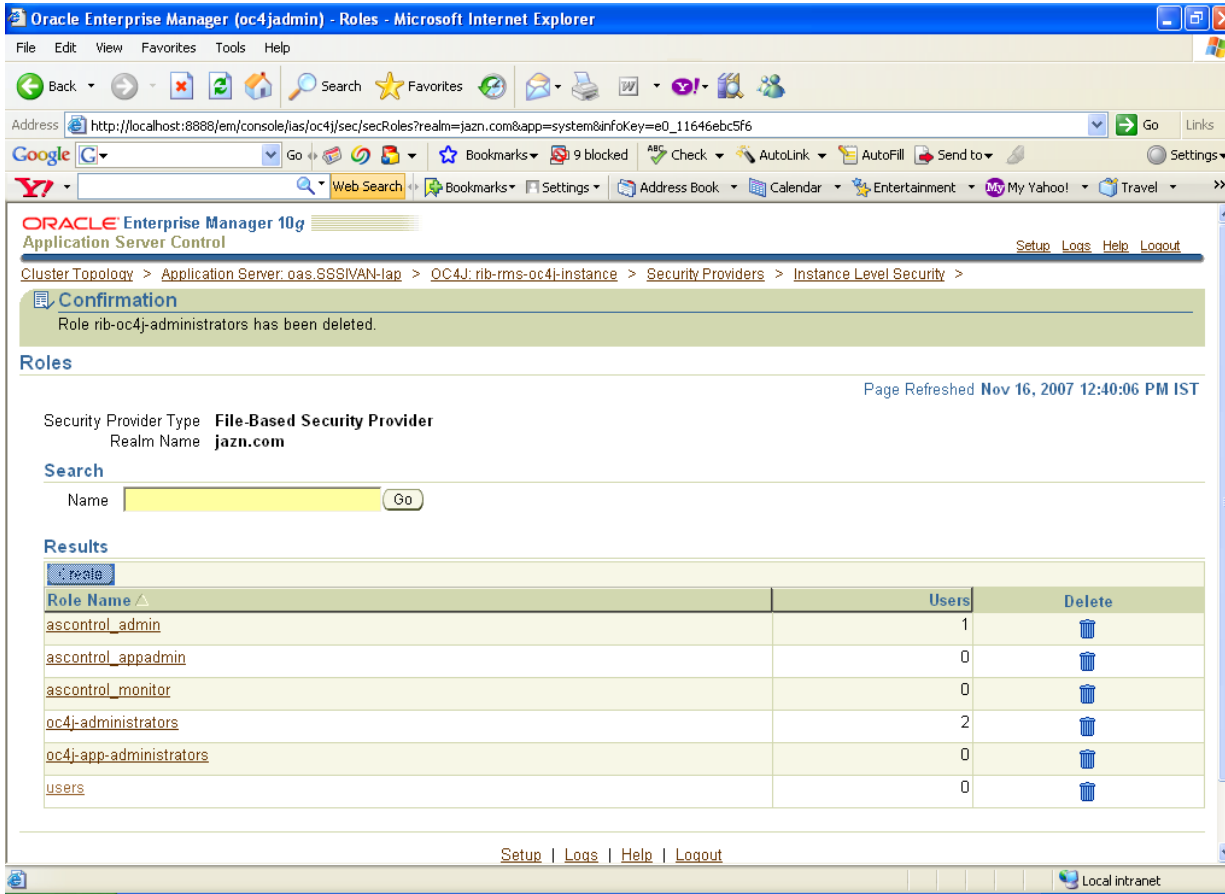 Oracle Enterprise Manager (oc4jadmin) - Roles - Microsoft Internet Explorer
File Edit View Favorites Tools Help
Back Search Favorites
Address http://localhost:8888/em/console/ias/oc4j/sec/secRoles?realm=jazn.com&app=system&infoKey=e0_11646ebc5f6 Go Links
Google G Go Bookmarks 9 blocked ABC Check AutoLink AutoFill Send to Settings
Y7 Web Search Bookmarks Settings Address Book Calendar Entertainment My My Yahoo! Travel »
ORACLE Enterprise Manager 10g
Application Server Control Setup Logs Help Logout
Cluster Topology > Application Server: oas.SSSIVAN-lap > OC4J: rib-rms-oc4j-instance > Security Providers > Instance Level Security >
Confirmation
Role rib-oc4j-administrators has been deleted.
Roles
Page Refreshed Nov 16, 2007 12:40:06 PM IST
Security Provider Type File-Based Security Provider
Realm Name jazn.com
Search
Name Go
Results
Create
Role Name Users Delete
ascontrol_admin 1
ascontrol_appadmin 0
ascontrol_monitor 0
oc4j-administrators 2
oc4j-app-administrators 0
users 0
Setup | Logs | Help | Logout
Local intranet